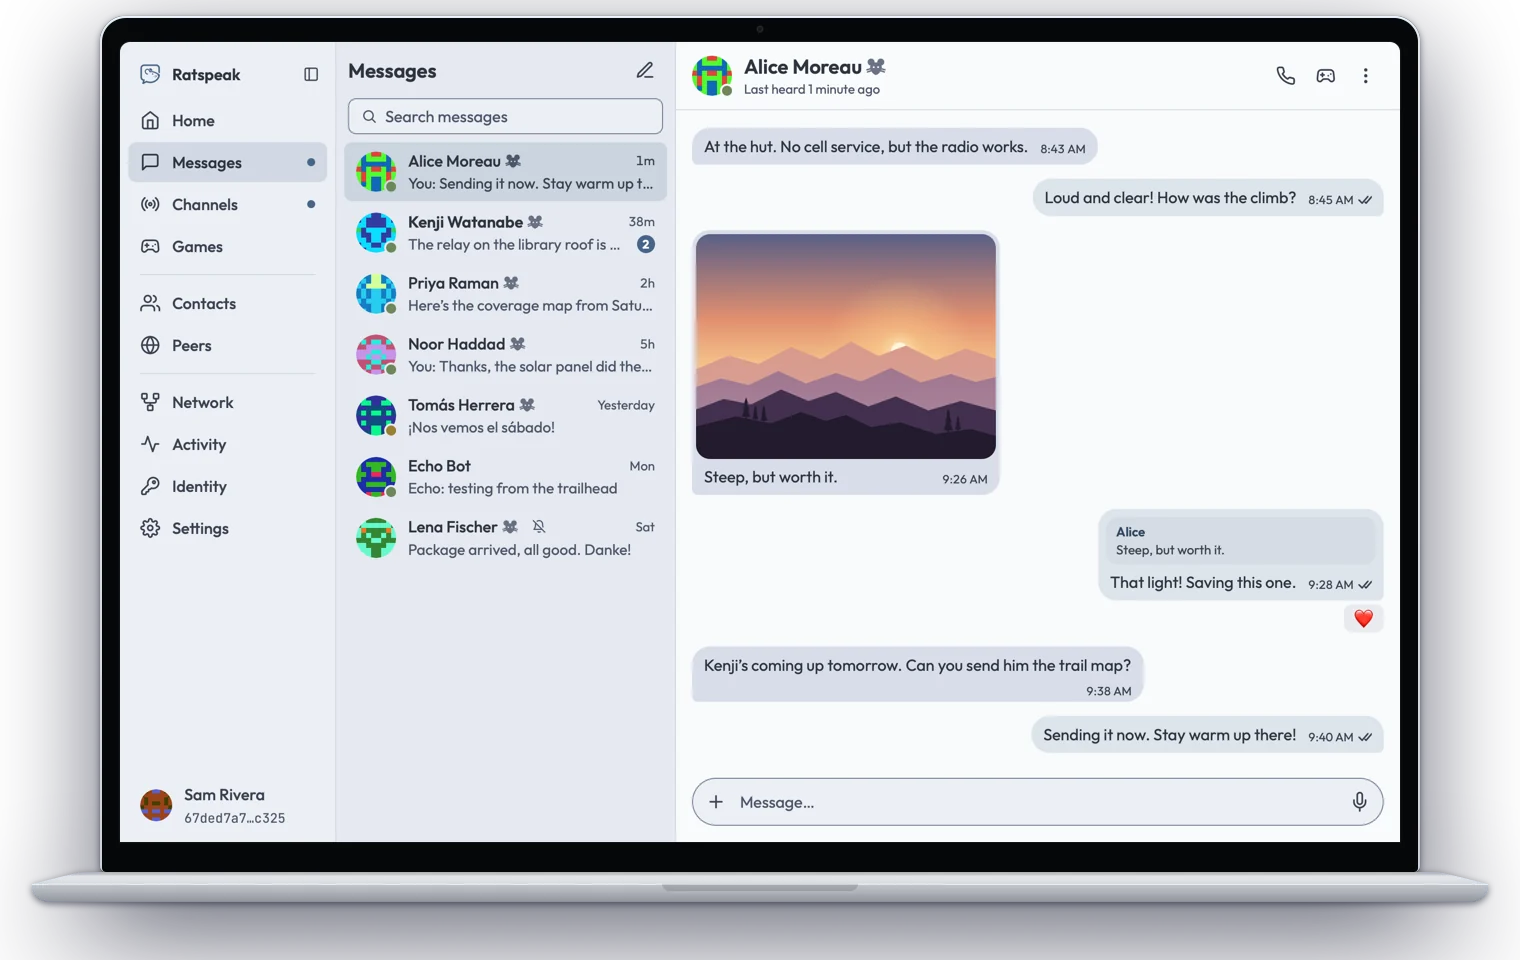 Ratspeak
Home
Messages
Channels
Games
Contacts
Peers
Network
Activity
Identity
Settings
Sam Rivera
67ded7a7…c325
Messages
Search messages
Alice Moreau 1m
You: Sending it now. Stay warm up t…
Kenji Watanabe 38m
The relay on the library roof is … 2
Priya Raman 2h
Here’s the coverage map from Satu…
Noor Haddad 5h
You: Thanks, the solar panel did the…
Tomás Herrera Yesterday
¡Nos vemos el sábado!
Echo Bot Mon
Echo: testing from the trailhead
Lena Fischer Sat
Package arrived, all good. Danke!
Alice Moreau
Last heard 1 minute ago
At the hut. No cell service, but the radio works. 8:43 AM
Loud and clear! How was the climb? 8:45 AM
Steep, but worth it. 9:26 AM
Alice
Steep, but worth it.
That light! Saving this one. 9:28 AM
Kenji’s coming up tomorrow. Can you send him the trail map?
9:38 AM
Sending it now. Stay warm up there! 9:40 AM
Message…